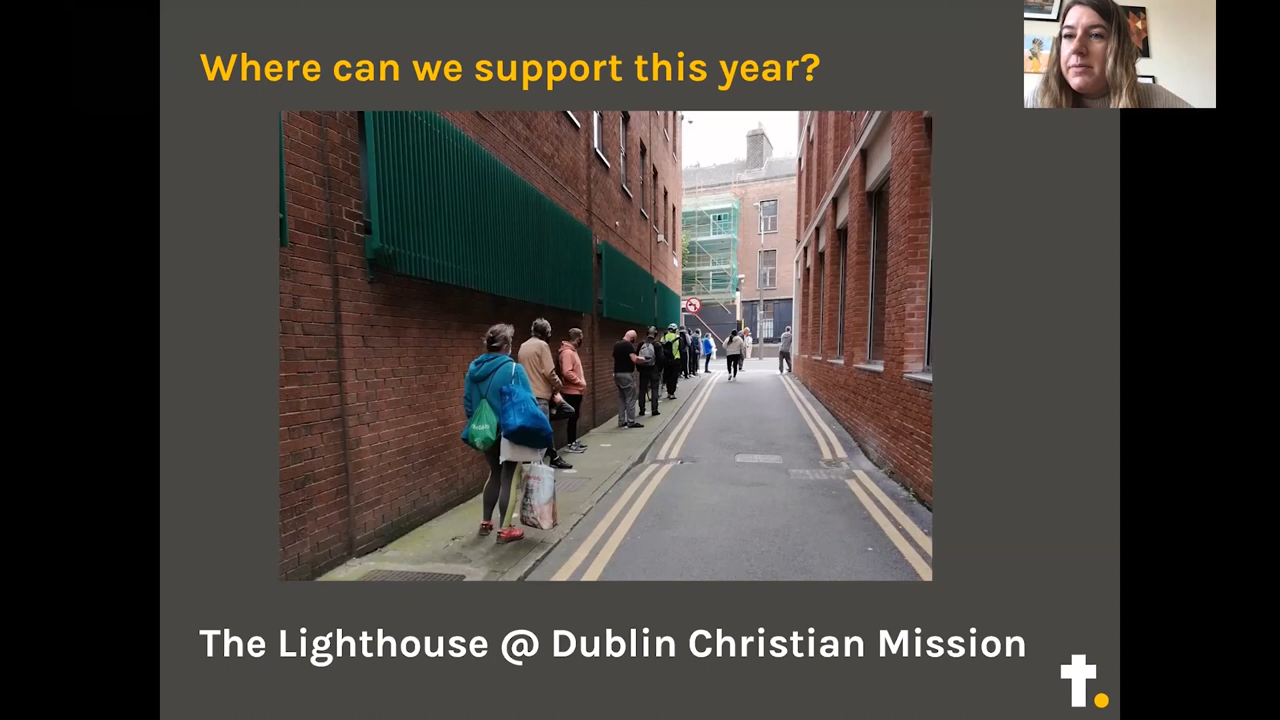 Where can we support this year?
The Lighthouse @ Dublin Christian Mission